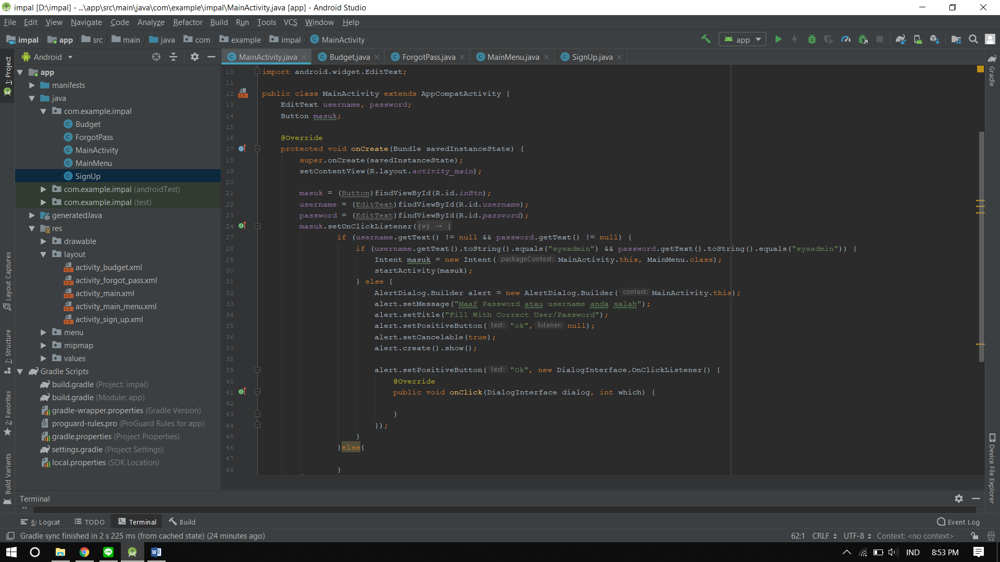 impal [D:\impal] - ...\app\src\main\java\com\example\impal\MainActivity.java [app] - Android Studio
File Edit View Navigate Code Analyze Refactor Build Run Tools VCS Window Help
impal app src main java com example impal MainActivity app
Android
MainActivity.java Budget.java ForgotPass.java MainMenu.java SignUp.java
1: Project
Layout Captures
7: Structure
2: Favorites
Build Variants
app
manifests
java
com.example.impal
Budget
ForgotPass
MainActivity
MainMenu
SignUp
com.example.impal (androidTest)
com.example.impal (test)
generatedJava
res
drawable
layout
activity_budget.xml
activity_forgot_pass.xml
activity_main.xml
activity_main_menu.xml
activity_sign_up.xml
menu
mipmap
values
Gradle Scripts
build.gradle (Project: impal)
build.gradle (Module: app)
gradle-wrapper.properties (Gradle Version)
proguard-rules.pro (ProGuard Rules for app)
gradle.properties (Project Properties)
settings.gradle (Project Settings)
local.properties (SDK Location)
10 import android.widget.EditText;
11
12 public class MainActivity extends AppCompatActivity {
13 EditText username, password;
14 Button masuk;
15
16 @Override
17 protected void onCreate(Bundle savedInstanceState) {
18 super.onCreate(savedInstanceState);
19 setContentView(R.layout.activity_main);
20
21 masuk = (Button)findViewById(R.id.inBtn);
22 username = (EditText)findViewById(R.id.username);
23 password = (EditText)findViewById(R.id.password);
24 masuk.setOnClickListener((v) → {
27 if (username.getText() != null && password.getText() != null) {
28 if (username.getText().toString().equals("sysadmin") && password.getText().toString().equals("sysadmin")) {
29 Intent masuk = new Intent( packageContext: MainActivity.this, MainMenu.class);
30 startActivity(masuk);
31 } else {
32 AlertDialog.Builder alert = new AlertDialog.Builder( context: MainActivity.this);
33 alert.setMessage("Maaf Password atau username anda salah");
34 alert.setTitle("Fill With Correct User/Password");
35 alert.setPositiveButton( text: "ok", listener: null);
36 alert.setCancelable(true);
37 alert.create().show();
38
39 alert.setPositiveButton( text: "Ok", new DialogInterface.OnClickListener() {
40 @Override
41 public void onClick(DialogInterface dialog, int which) {
42
43 }
44 });
45 }
46 }else{
47
48 }
Gradle
Device File Explorer
Terminal
6: Logcat TODO Terminal Build Event Log
Gradle sync finished in 2 s 225 ms (from cached state) (24 minutes ago) 62:1 CRLF UTF-8 Context: <no context>
IND 8:53 PM